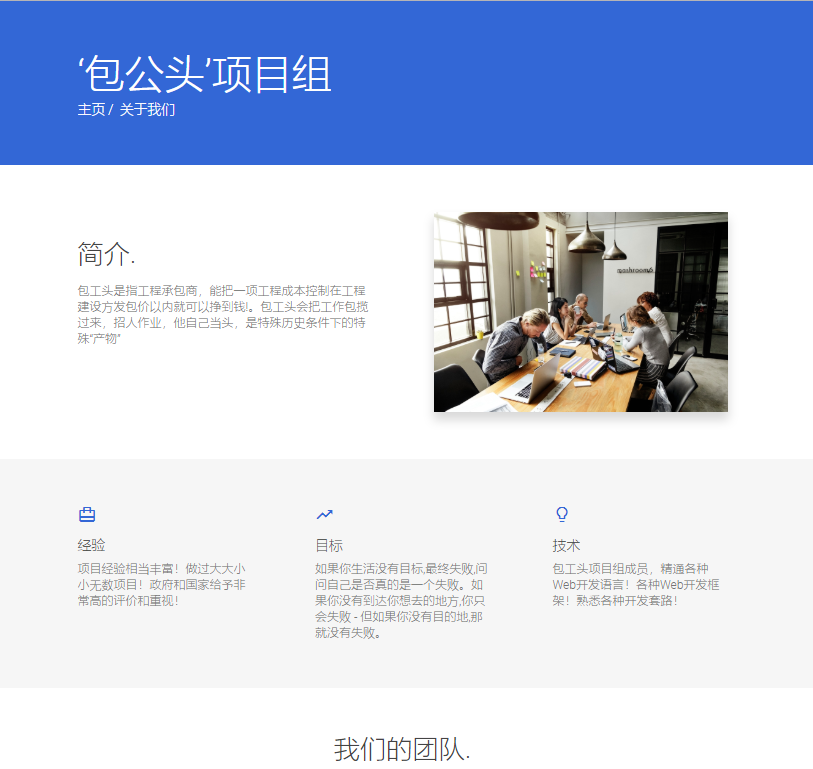 ‘包公头’项目组
主页 / 关于我们
简介.
包工头是指工程承包商，能把一项工程成本控制在工程
建设方发包价以内就可以挣到钱!。包工头会把工作包揽
过来，招人作业，他自己当头，是特殊历史条件下的特
殊“产物”
mushrooms
经验
项目经验相当丰富！做过大大小
小无数项目！政府和国家给予非
常高的评价和重视！
目标
如果你生活没有目标,最终失败,问
问自己是否真的是一个失败。如
果你没有到达你想去的地方,你只
会失败 - 但如果你没有目的地,那
就没有失败。
技术
包工头项目组成员，精通各种
Web开发语言！各种Web开发框
架！熟悉各种开发套路！
我们的团队.